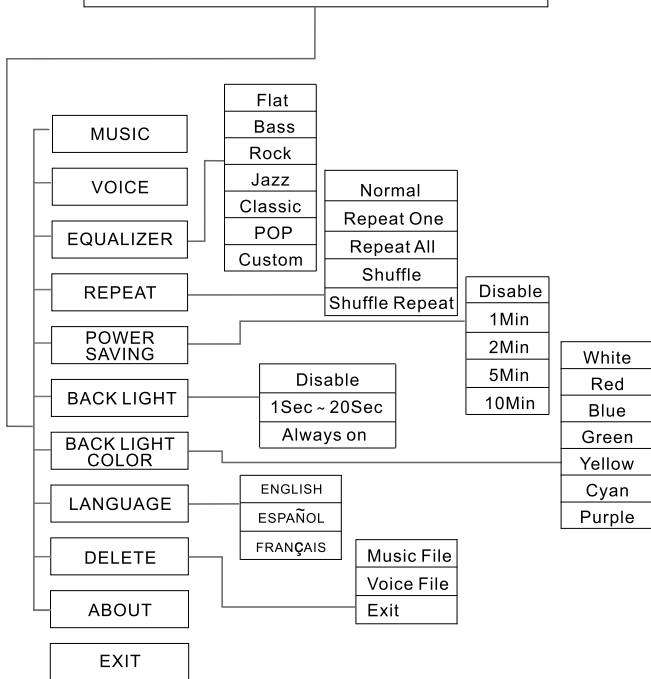 MUSIC
VOICE
EQUALIZER
REPEAT
POWER
SAVING
BACK LIGHT
BACK LIGHT
COLOR
LANGUAGE
DELETE
ABOUT
EXIT
Flat
Bass
Rock
Jazz
Classic
POP
Custom
Normal
Repeat One
Repeat All
Shuffle
Shuffle Repeat
Disable
1Min
2Min
5Min
10Min
Disable
1Sec ~ 20Sec
Always on
White
Red
Blue
Green
Yellow
Cyan
Purple
ENGLISH
ESPAÑOL
FRANÇAIS
Music File
Voice File
Exit